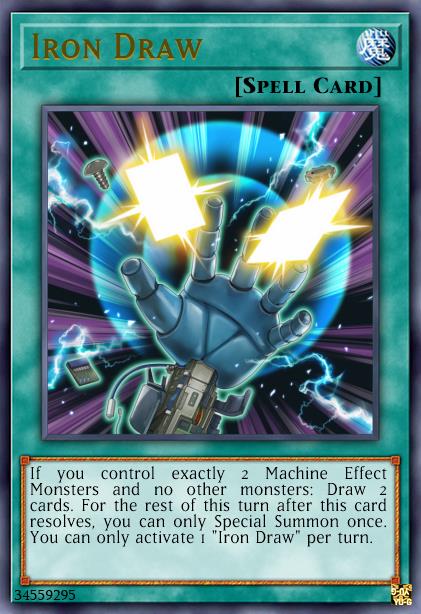 Iron Draw
魔
[Spell Card]
If you control exactly 2 Machine Effect
Monsters and no other monsters: Draw 2
cards. For the rest of this turn after this card
resolves, you can only Special Summon once.
You can only activate 1 "Iron Draw" per turn.
34559295